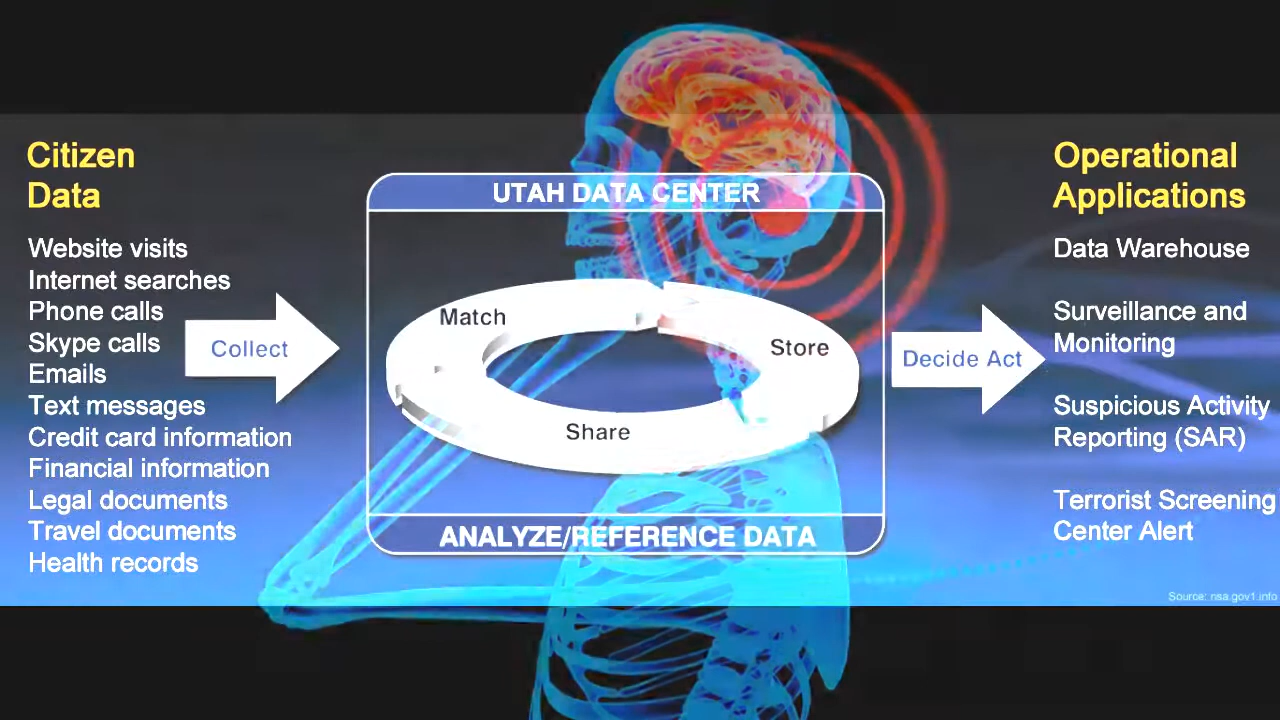 Citizen
Data
Website visits
Internet searches
Phone calls
Skype calls
Emails
Text messages
Credit card information
Financial information
Legal documents
Travel documents
Health records
Collect
UTAH DATA CENTER
Match
Store
Share
ANALYZE/REFERENCE DATA
Decide Act
Operational
Applications
Data Warehouse
Surveillance and
Monitoring
Suspicious Activity
Reporting (SAR)
Terrorist Screening
Center Alert
Source: nsa.gov1.info